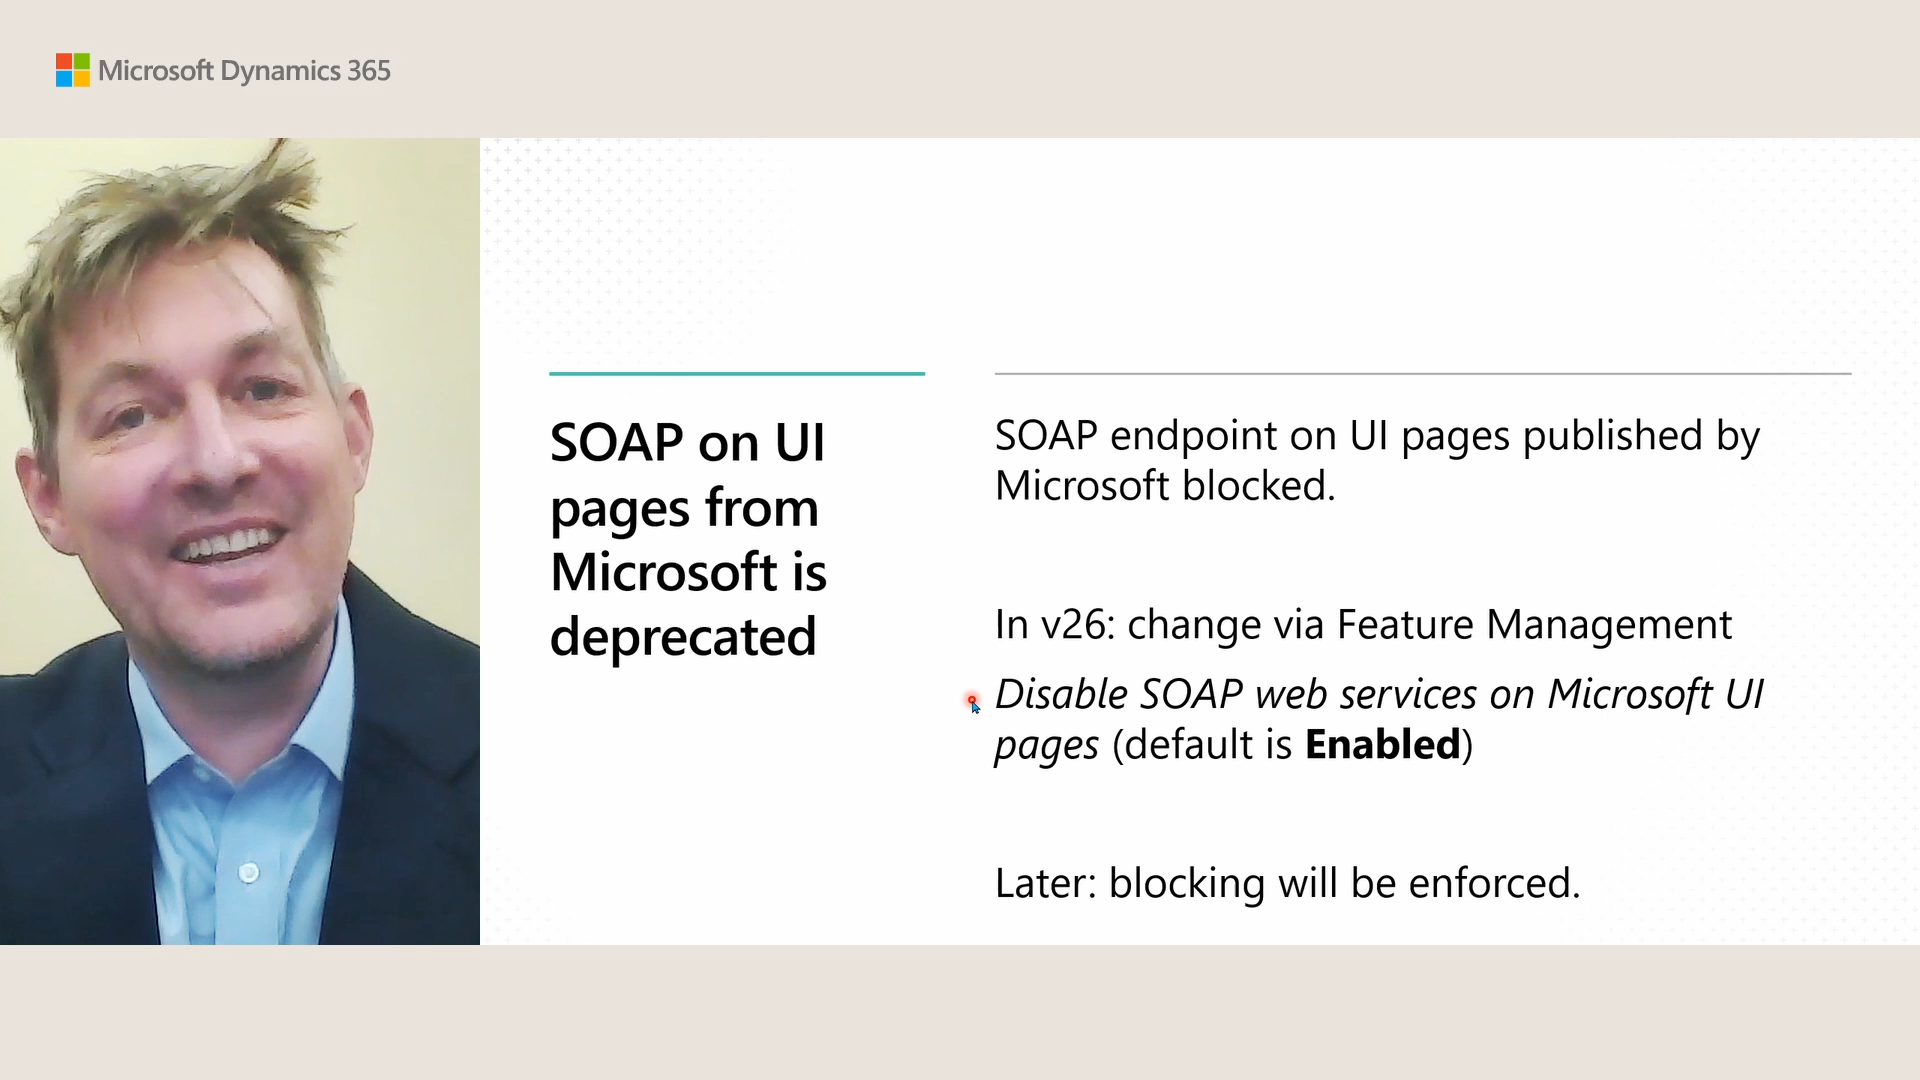 Microsoft Dynamics 365
SOAP on UI
pages from
Microsoft is
deprecated
SOAP endpoint on UI pages published by
Microsoft blocked.
In v26: change via Feature Management
Disable SOAP web services on Microsoft UI
pages (default is Enabled)
Later: blocking will be enforced.